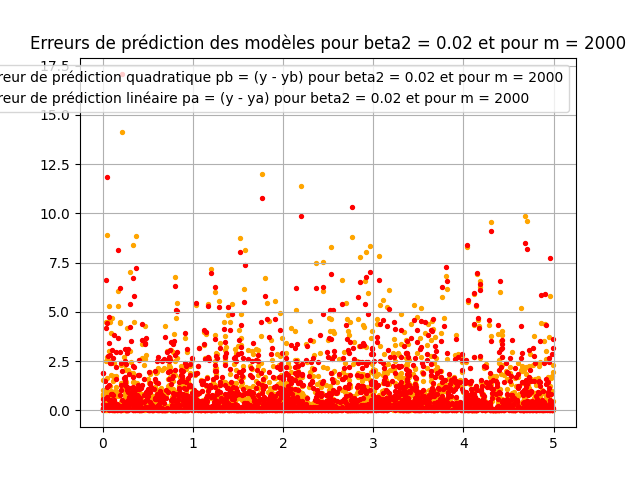 Erreurs de prédiction des modèles pour beta2 = 0.02 et pour m = 2000
17.5
reur de prédiction quadratique pb = (y - yb) pour beta2 = 0.02 et pour m = 2000
reur de prédiction linéaire pa = (y - ya) pour beta2 = 0.02 et pour m = 2000
15.0
12.5
10.0
7.5
5.0
2.5
0.0
0 1 2 3 4 5